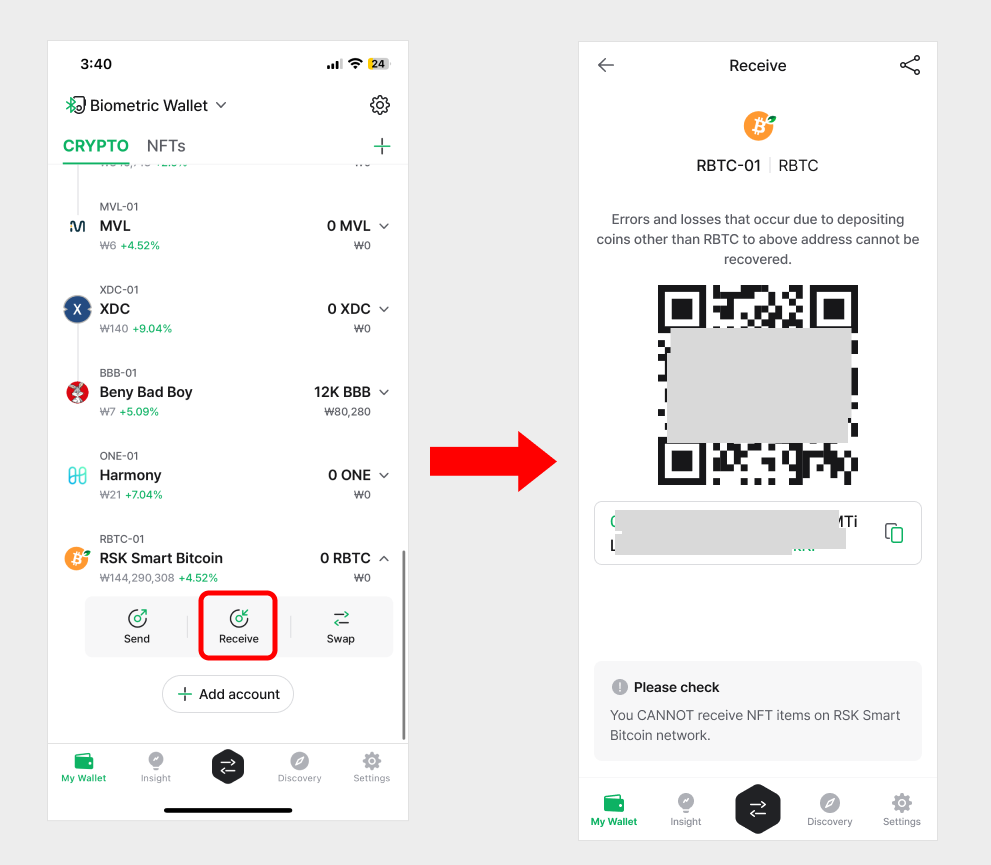 3:40
24
Biometric Wallet
CRYPTO NFTs
MVL-01
MVL 0 MVL
₩6 +4.52% ₩0
XDC-01
X
XDC 0 XDC
₩140 +9.04% ₩0
BBB-01
Beny Bad Boy 12K BBB
₩7 +5.09% ₩80,280
ONE-01
Harmony 0 ONE
₩21 +7.04% ₩0
RBTC-01
RSK Smart Bitcoin 0 RBTC
₩144,290,308 +4.52% ₩0
Send Receive Swap
Add account
My Wallet Insight Discovery Settings
Receive
RBTC-01 RBTC
Errors and losses that occur due to depositing
coins other than RBTC to above address cannot be
recovered.
MTi
Please check
You CANNOT receive NFT items on RSK Smart
Bitcoin network.
My Wallet Insight Discovery Settings